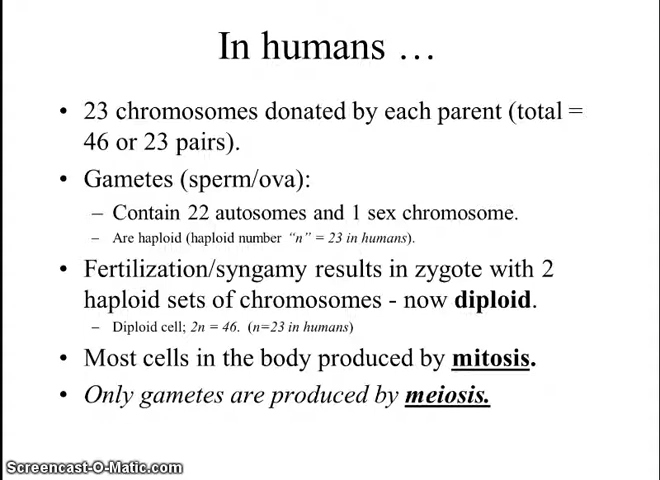 In humans …
• 23 chromosomes donated by each parent (total =
46 or 23 pairs).
• Gametes (sperm/ova):
– Contain 22 autosomes and 1 sex chromosome.
– Are haploid (haploid number “n” = 23 in humans).
• Fertilization/syngamy results in zygote with 2
haploid sets of chromosomes - now diploid.
– Diploid cell; 2n = 46. (n=23 in humans)
• Most cells in the body produced by mitosis.
• Only gametes are produced by meiosis.
Screencast-O-Matic.com